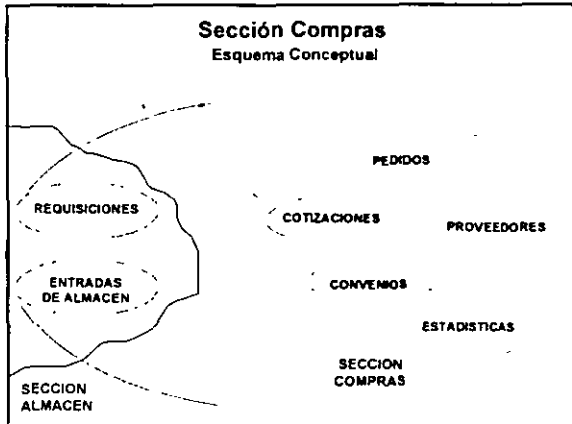 Sección Compras
Esquema Conceptual
PEDIDOS
REQUISICIONES
COTIZACIONES
PROVEEDORES
ENTRADAS
DE ALMACEN
CONVENIOS
ESTADISTICAS
SECCION
COMPRAS
SECCION
ALMACEN